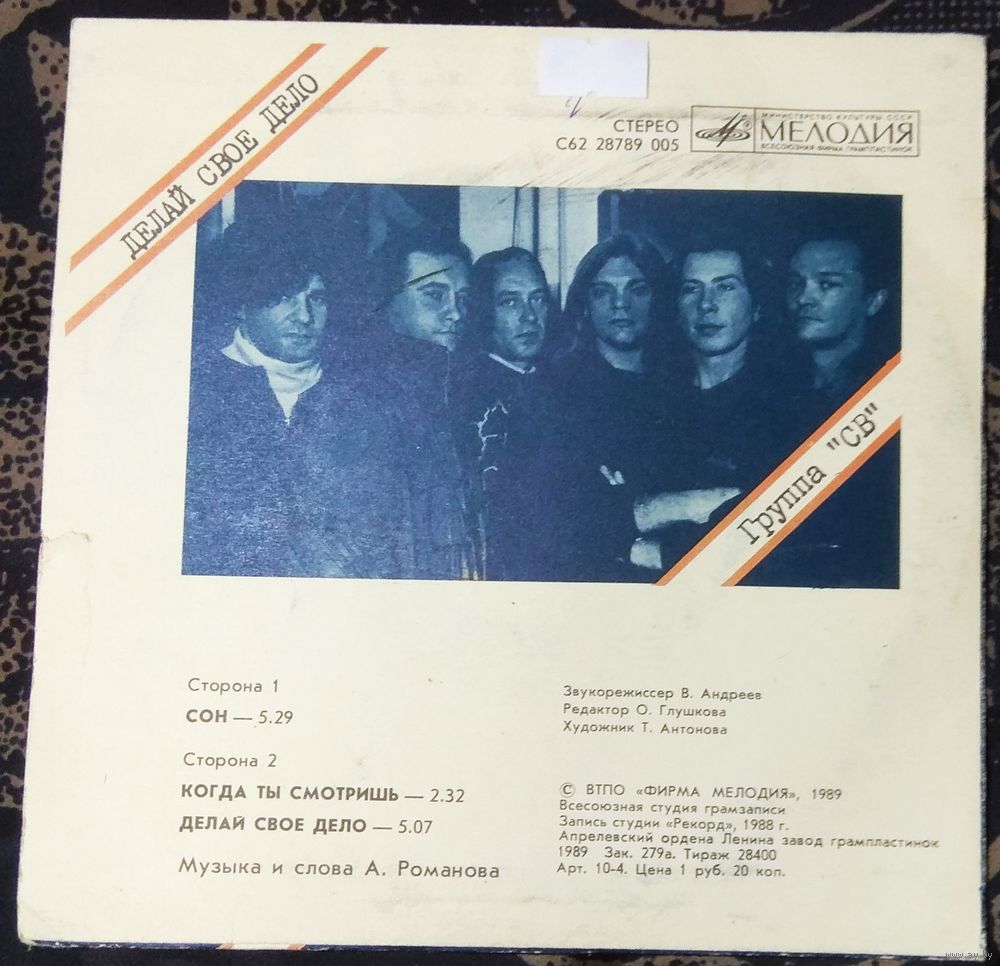 ДЕЛАЙ СВОЕ ДЕЛО
СТЕРЕО
С62 28789 005
МИНИСТЕРСТВО КУЛЬТУРЫ СССР
МЕЛОДИЯ
ВСЕСОЮЗНАЯ ФИРМА ГРАМПЛАСТИНОК
Группа "СВ"
Сторона 1
СОН — 5.29
Сторона 2
КОГДА ТЫ СМОТРИШЬ — 2.32
ДЕЛАЙ СВОЕ ДЕЛО — 5.07
Музыка и слова А. Романова
Звукорежиссер В. Андреев
Редактор О. Глушкова
Художник Т. Антонова
© ВТПО «ФИРМА МЕЛОДИЯ», 1989
Всесоюзная студия грамзаписи
Запись студии «Рекорд», 1988 г.
Апрелевский ордена Ленина завод грампластинок
1989 Зак. 279а. Тираж 28400
Арт. 10-4. Цена 1 руб. 20 коп.